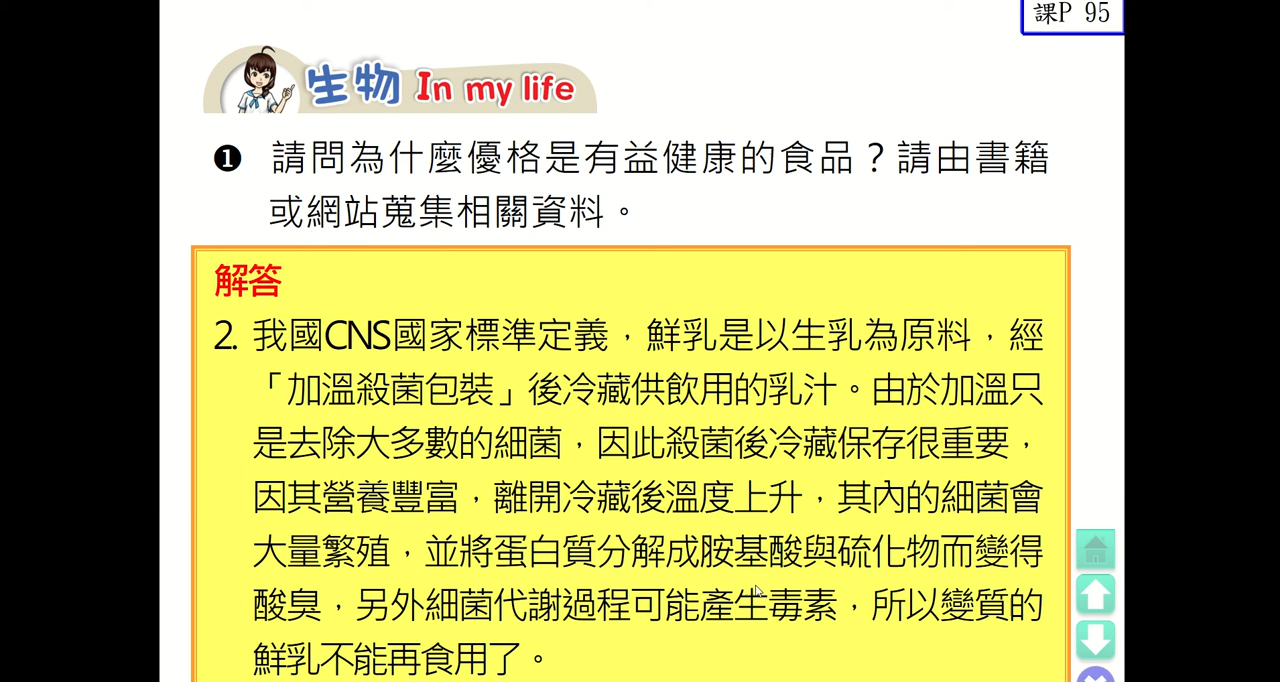 課P 95
生物 In my life
❶ 請問為什麼優格是有益健康的食品？請由書籍
或網站蒐集相關資料。
解答
2. 我國CNS國家標準定義，鮮乳是以生乳為原料，經
「加溫殺菌包裝」後冷藏供飲用的乳汁。由於加溫只
是去除大多數的細菌，因此殺菌後冷藏保存很重要，
因其營養豐富，離開冷藏後溫度上升，其內的細菌會
大量繁殖，並將蛋白質分解成胺基酸與硫化物而變得
酸臭，另外細菌代謝過程可能產生毒素，所以變質的
鮮乳不能再食用了。